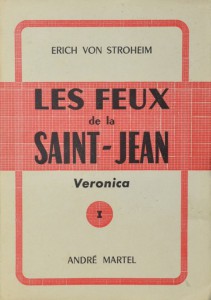 ERICH VON STROHEIM
LES FEUX
de la
SAINT-JEAN
Veronica
I
ANDRÉ MARTEL